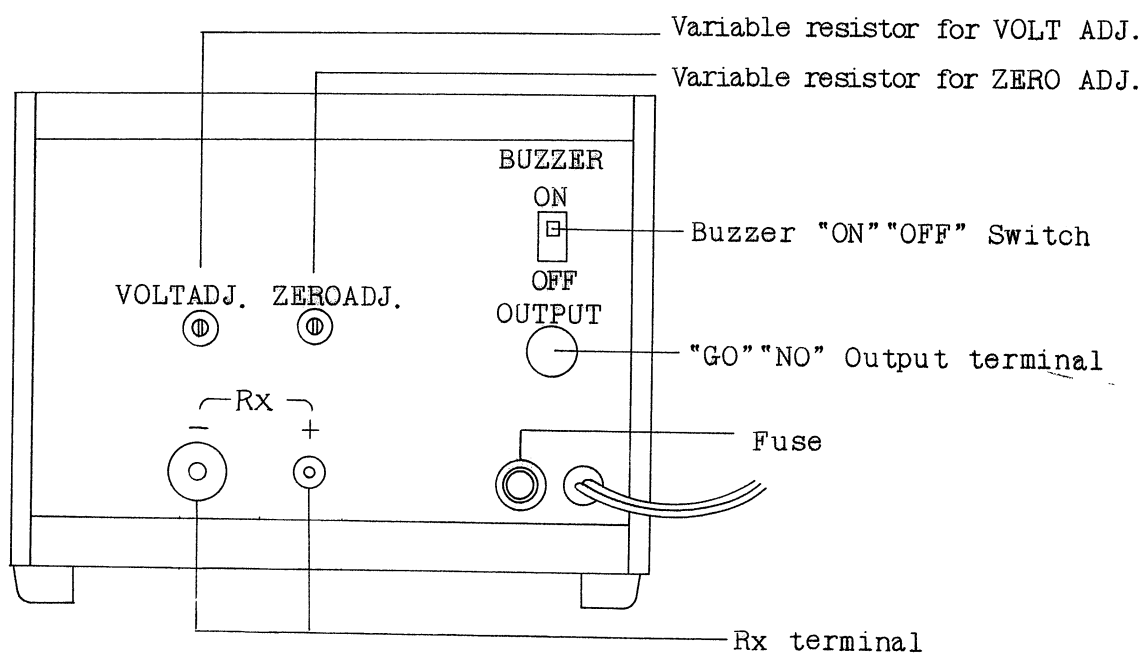 Variable resistor for VOLT ADJ.
Variable resistor for ZERO ADJ.
BUZZER
ON
Buzzer "ON" "OFF" Switch
OFF
VOLTADJ. ZEROADJ.
OUTPUT
"GO" "NO" Output terminal
Rx
− +
Fuse
Rx terminal